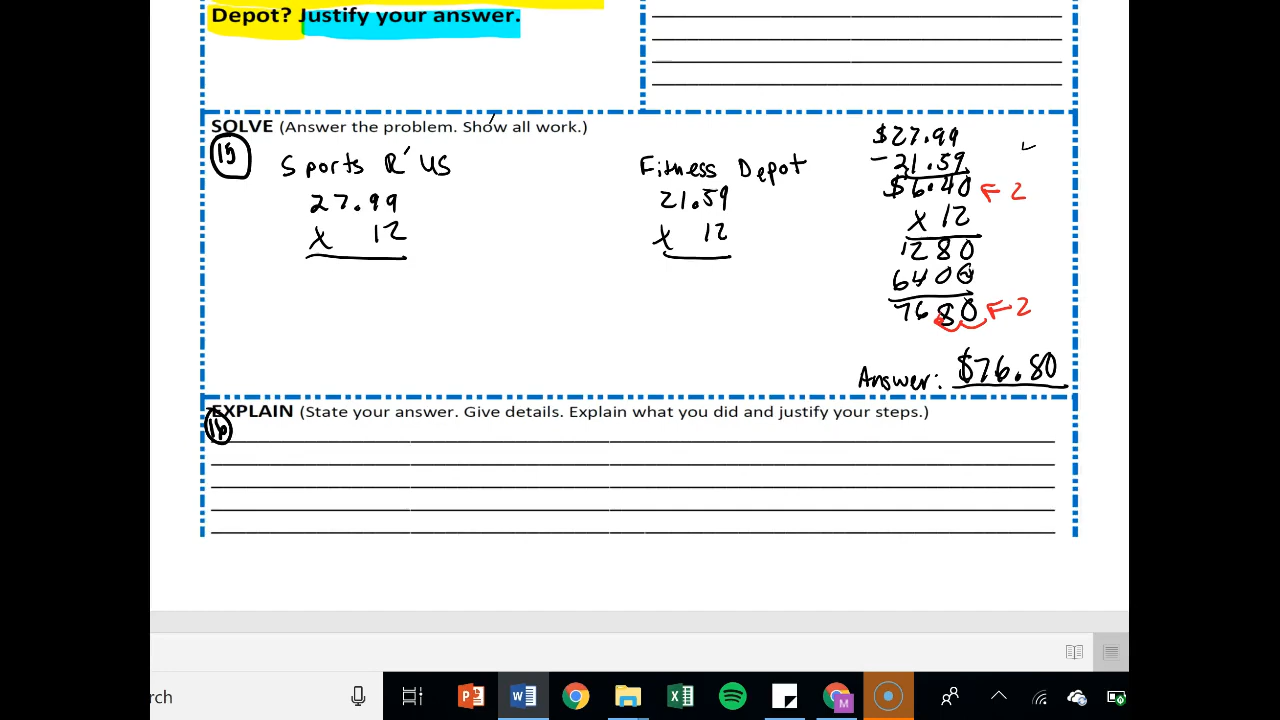 Depot? Justify your answer.
SOLVE (Answer the problem. Show all work.)
15
Sports R' US
27.99
x 12
Fitness Depot
21.59
x 12
$27.99
- 21.59
$6.40 ← 2
x 12
1280
6400
7680 ← 2
Answer: $76.80
EXPLAIN (State your answer. Give details. Explain what you did and justify your steps.)
16
rch